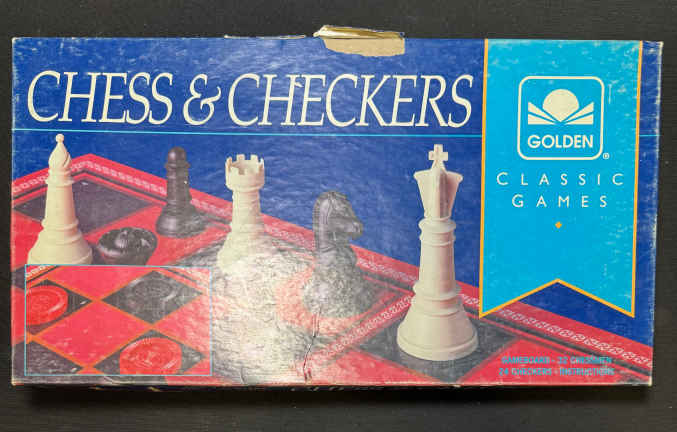 CHESS & CHECKERS
GOLDEN
®
CLASSIC
GAMES
GAMEBOARD • 32 CHESSMEN •
24 CHECKERS • INSTRUCTIONS